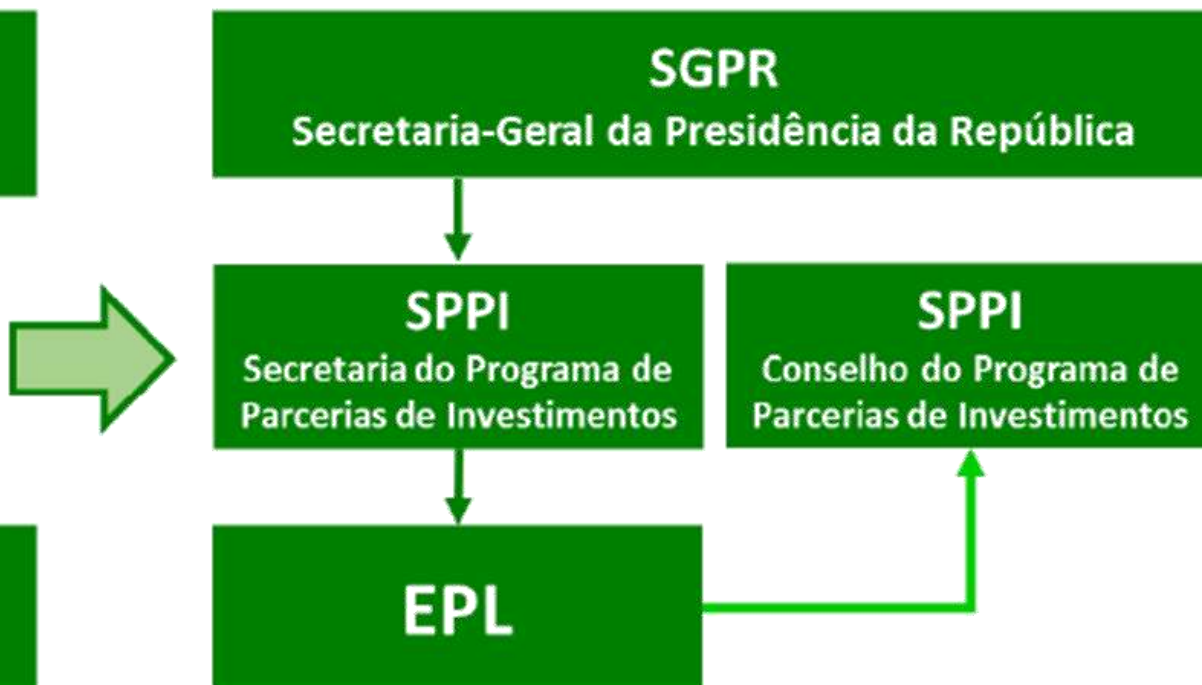 SGPR
Secretaria-Geral da Presidência da República
SPPI
Secretaria do Programa de
Parcerias de Investimentos
SPPI
Conselho do Programa de
Parcerias de Investimentos
EPL